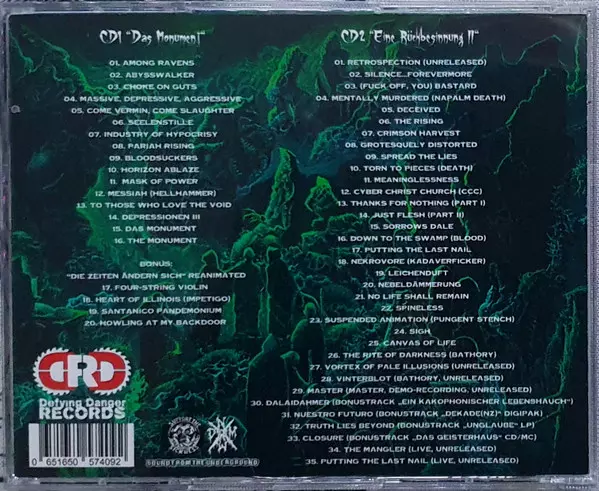 CD1 "Das Monument"
01. AMONG RAVENS
02. ABYSSWALKER
03. CHOKE ON GUTS
04. MASSIVE, DEPRESSIVE, AGGRESSIVE
05. COME VERMIN, COME SLAUGHTER
06. SEELENSTILLE
07. INDUSTRY OF HYPOCRISY
08. PARIAH RISING
09. BLOODSUCKERS
10. HORIZON ABLAZE
11. MASK OF POWER
12. MESSIAH (HELLHAMMER)
13. TO THOSE WHO LOVE THE VOID
14. DEPRESSIONEN III
15. DAS MONUMENT
16. THE MONUMENT
BONUS:
"DIE ZEITEN ÄNDERN SICH" REANIMATED
17. FOUR-STRING VIOLIN
18. HEART OF ILLINOIS (IMPETIGO)
19. SANTANICO PANDEMONIUM
20. HOWLING AT MY BACKDOOR
CD2 "Eine Rückbesinnung II"
01. RETROSPECTION (UNRELEASED)
02. SILENCE...FOREVERMORE
03. (FUCK OFF, YOU) BASTARD
04. MENTALLY MURDERED (NAPALM DEATH)
05. DECEIVED
06. THE RISING
07. CRIMSON HARVEST
08. GROTESQUELY DISTORTED
09. SPREAD THE LIES
10. TORN TO PIECES (DEATH)
11. MEANINGLESSNESS
12. CYBER CHRIST CHURCH (CCC)
13. THANKS FOR NOTHING (PART I)
14. JUST FLESH (PART II)
15. SORROWS DALE
16. DOWN TO THE SWAMP (BLOOD)
17. PUTTING THE LAST NAIL
18. NEKROVORE (KADAVERFICKER)
19. LEICHENDUFT
20. NEBELDÄMMERUNG
21. NO LIFE SHALL REMAIN
22. SPINELESS
23. SUSPENDED ANIMATION (PUNGENT STENCH)
24. SIGH
25. CANVAS OF LIFE
26. THE RITE OF DARKNESS (BATHORY)
27. VORTEX OF PALE ILLUSIONS (UNRELEASED)
28. VINTERBLOT (BATHORY, UNRELEASED)
29. MASTER (MASTER, DEMO-RECORDING, UNRELEASED)
30. DALAIDAHMER (BONUSTRACK „EIN KAKOPHONISCHER LEBENSHAUCH")
31. NUESTRO FUTURO (BONUSTRACK „DEKADE(NZ)" DIGIPAK)
32. TRUTH LIES BEYOND (BONUSTRACK "UNGLAUBE" LP)
33. CLOSURE (BONUSTRACK „DAS GEISTERHAUS" CD/MC)
34. THE MANGLER (LIVE, UNRELEASED)
35. PUTTING THE LAST NAIL (LIVE, UNRELEASED)
DRD
Defying Danger
RECORDS
0 651650 574092
SOUNDFROMTHEUNDERGROUND